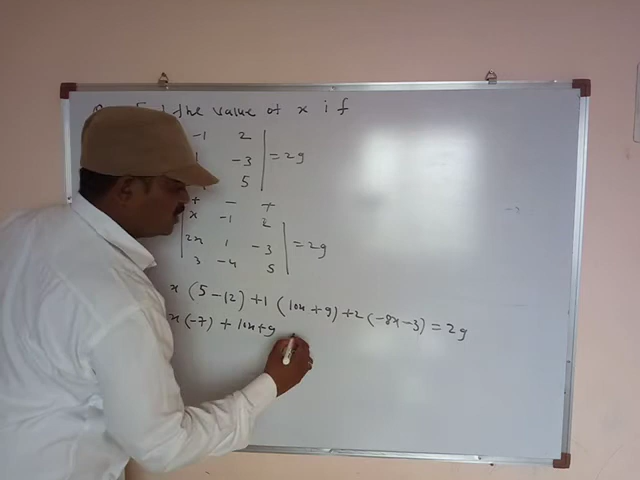 the value of x if
-1 2
-3 = 29
5
+ - +
x -1 2
2x 1 -3 = 29
3 -4 5
x (5-12) +1 (10x+9) +2 (-8x-3) = 29
x(-7) + 10x+9